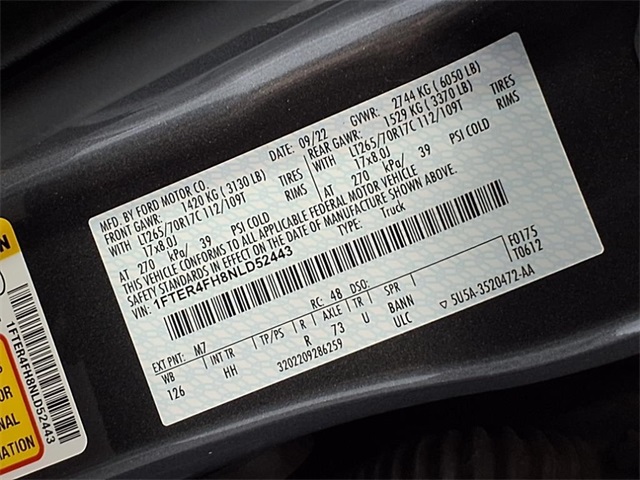 MFD. BY FORD MOTOR CO.
DATE: 09/22 GVWR: 2744 KG ( 6050 LB)
FRONT GAWR: 1420 KG ( 3130 LB) REAR GAWR: 1529 KG ( 3370 LB)
WITH LT265/70R17C 112/109T TIRES WITH LT265/70R17C 112/109T TIRES
17x8.0J RIMS 17x8.0J RIMS
AT 270 kPa/ 39 PSI COLD AT 270 kPa/ 39 PSI COLD
THIS VEHICLE CONFORMS TO ALL APPLICABLE FEDERAL MOTOR VEHICLE
SAFETY STANDARDS IN EFFECT ON THE DATE OF MANUFACTURE SHOWN ABOVE.
VIN: 1FTER4FH8NLD52443 TYPE: Truck
F0175
T0612
EXT PNT: M7 RC: 48 DSO:
WB INT TR TP/PS R AXLE TR SPR
126 HH R 73 U BANN
3202209286259 ULC ▽ 5U5A-3520472-AA
1FTER4FH8NLD52443
N
OR
NAL
MATION